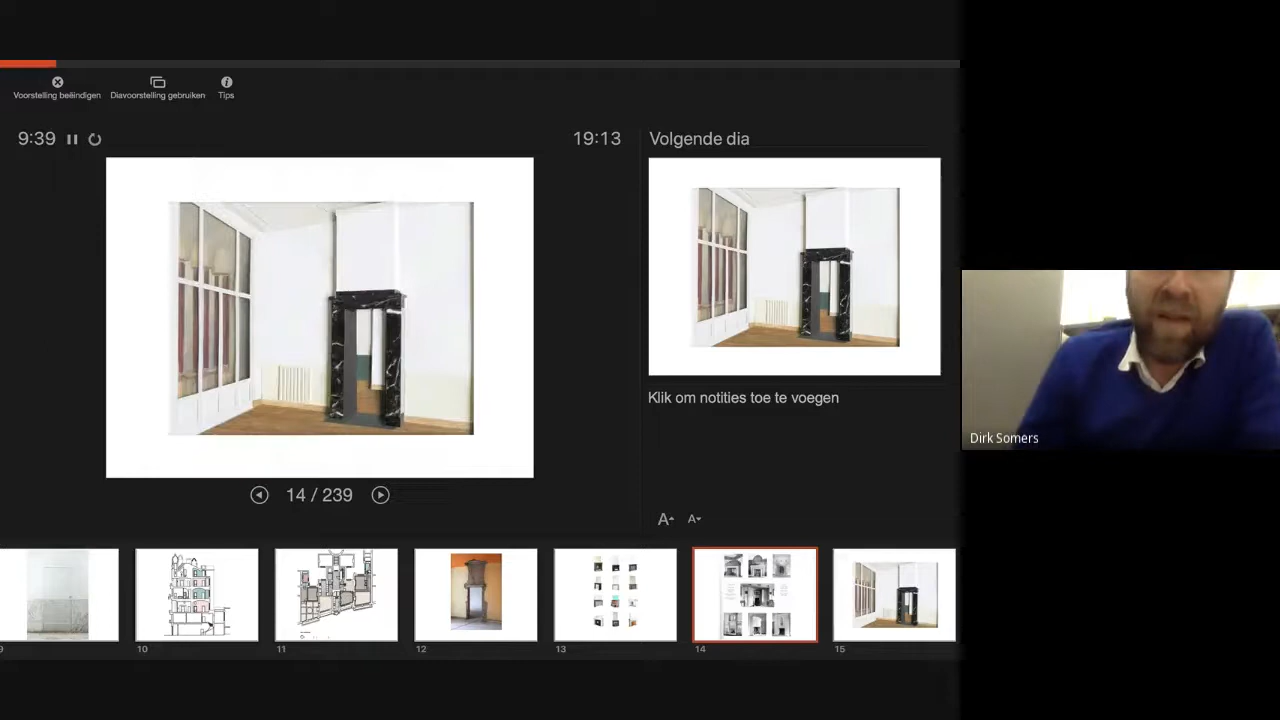 Voorstelling beëindigen
Diavoorstelling gebruiken
Tips
9:39
19:13
Volgende dia
Klik om notities toe te voegen
14 / 239
A
A
10
11
12
13
14
15
Dirk Somers